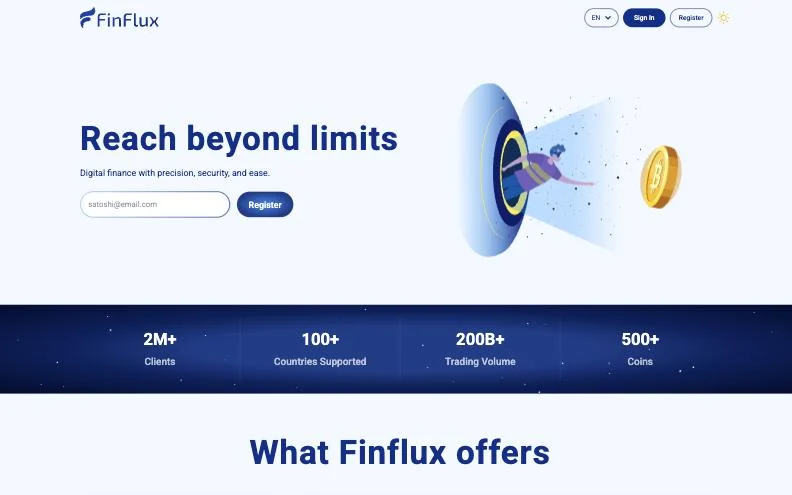 FinFlux
EN
Sign In
Register
Reach beyond limits
Digital finance with precision, security, and ease.
satoshi@email.com
Register
2M+
Clients
100+
Countries Supported
200B+
Trading Volume
500+
Coins
What Finflux offers